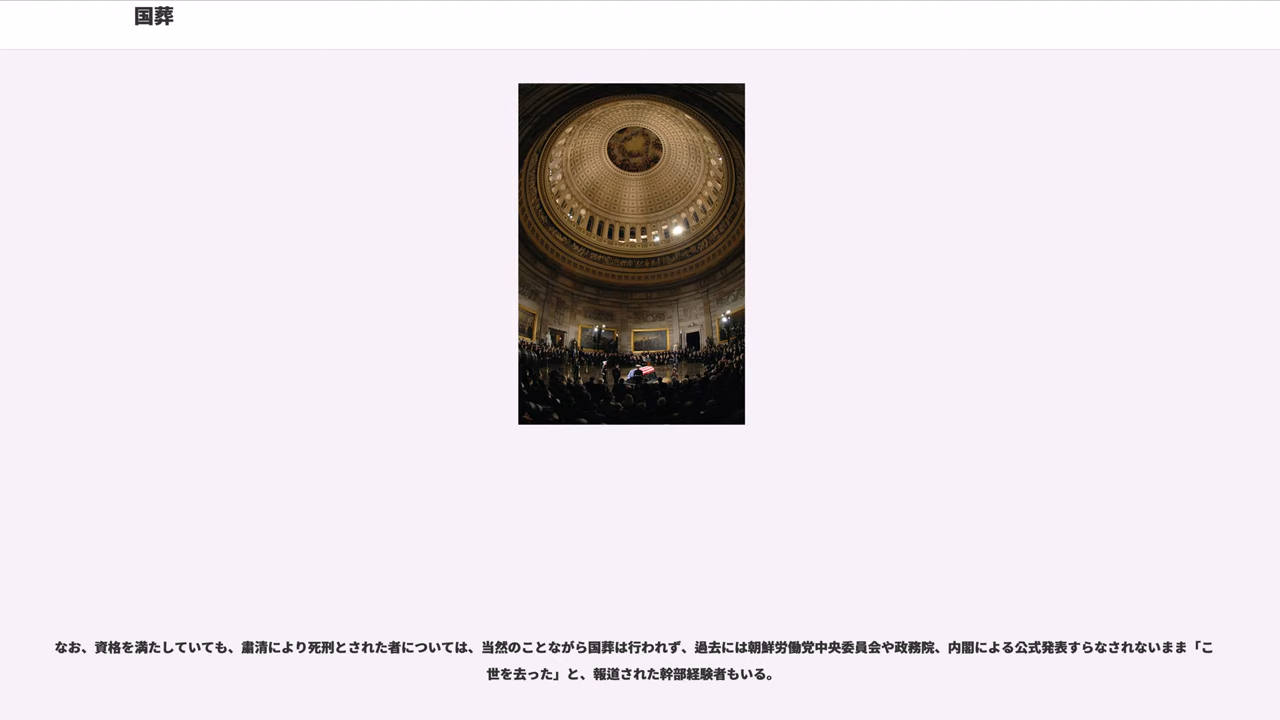 国葬
なお、資格を満たしていても、粛清により死刑とされた者については、当然のことながら国葬は行われず、過去には朝鮮労働党中央委員会や政務院、内閣による公式発表すらなされないまま「こ
世を去った」と、報道された幹部経験者もいる。